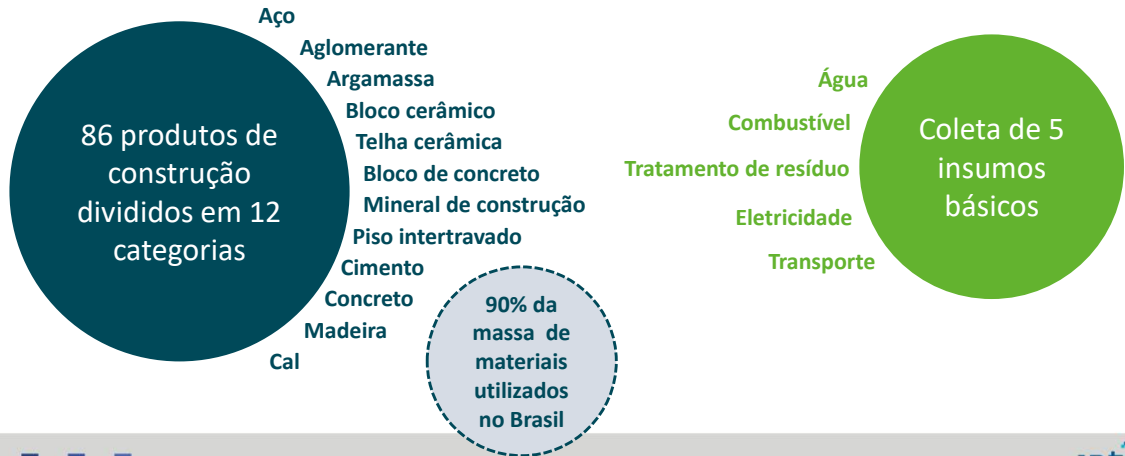 Aço
Aglomerante
Argamassa
Bloco cerâmico
Telha cerâmica
Bloco de concreto
Mineral de construção
Piso intertravado
Cimento
Concreto
Madeira
Cal
86 produtos de
construção
divididos em 12
categorias
90% da
massa de
materiais
utilizados
no Brasil
Água
Combustível
Tratamento de resíduo
Eletricidade
Transporte
Coleta de 5
insumos
básicos